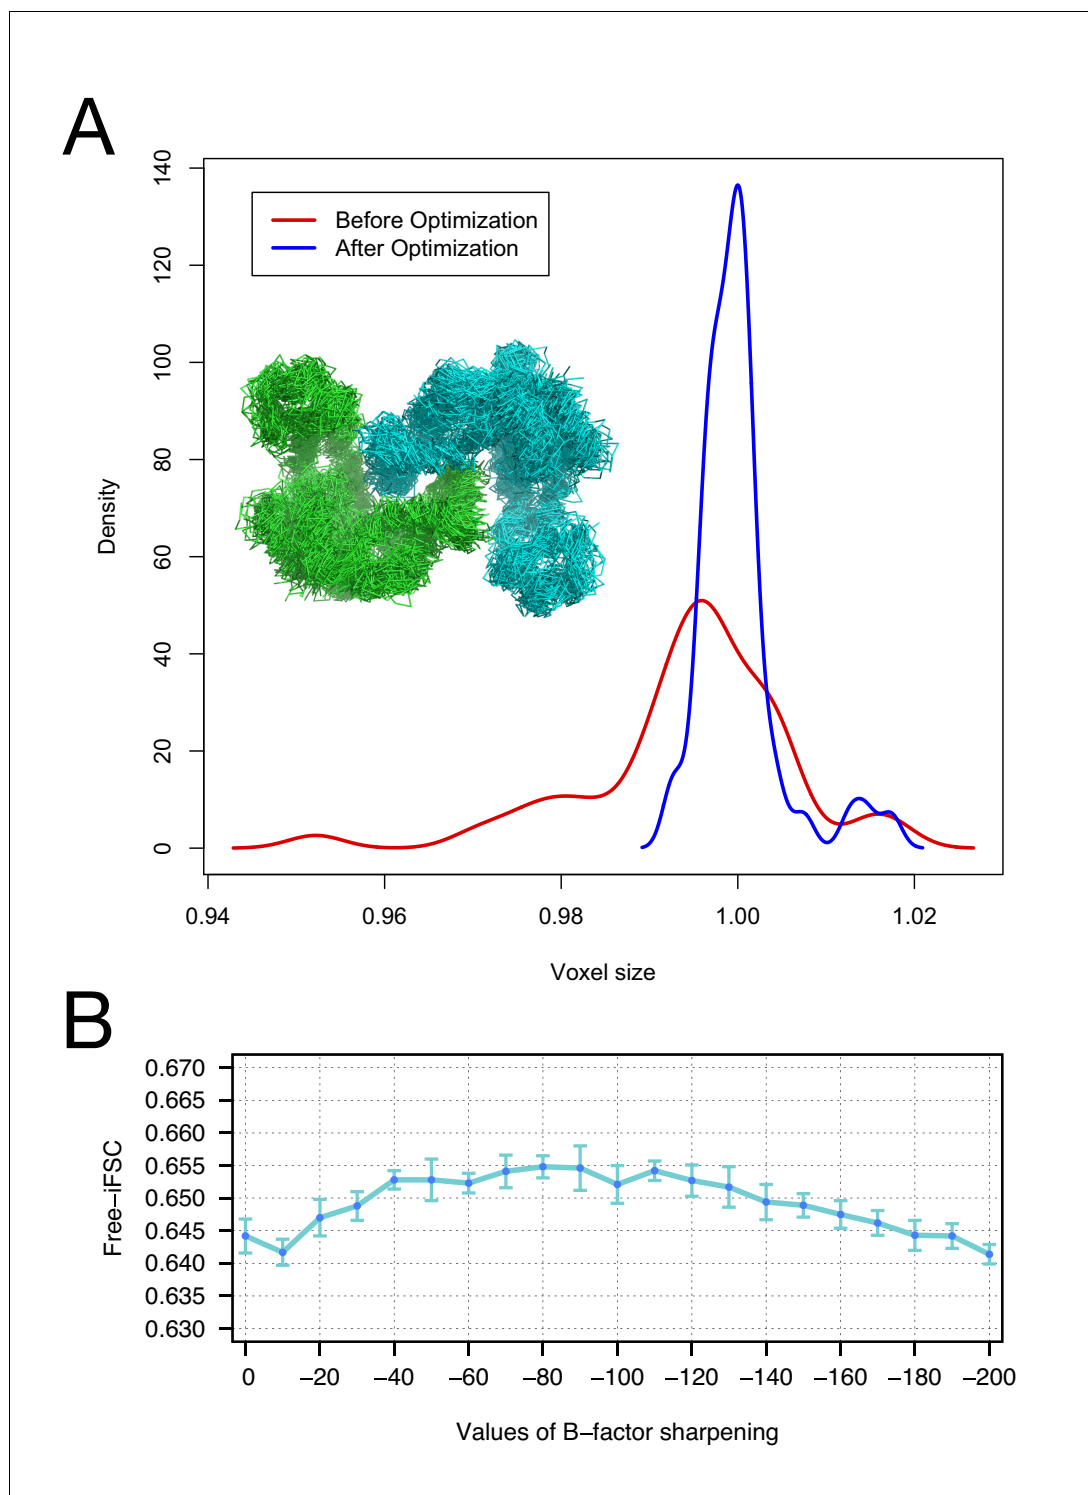 A
140
120
100
80
60
40
20
0
Density
Before Optimization
After Optimization
0.94 0.96 0.98 1.00 1.02
Voxel size
B
0.670
0.665
0.660
0.655
0.650
0.645
0.640
0.635
0.630
Free–iFSC
0 –20 –40 –60 –80 –100 –120 –140 –160 –180 –200
Values of B–factor sharpening